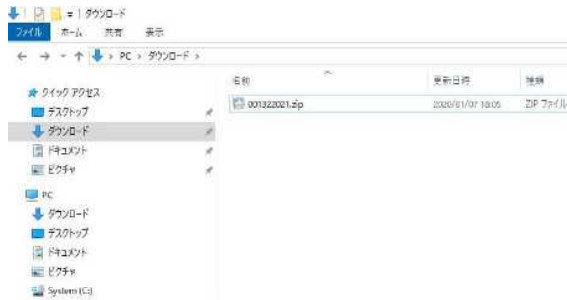 ダウンロード
ファイル ホーム 共有 表示
PC > ダウンロード >
名前 更新日時 種類
クイック アクセス
デスクトップ
ダウンロード
ドキュメント
ピクチャ
001322021.zip 2020/01/07 18:05 ZIP ファイル
PC
ダウンロード
デスクトップ
ドキュメント
ピクチャ
System (C:)